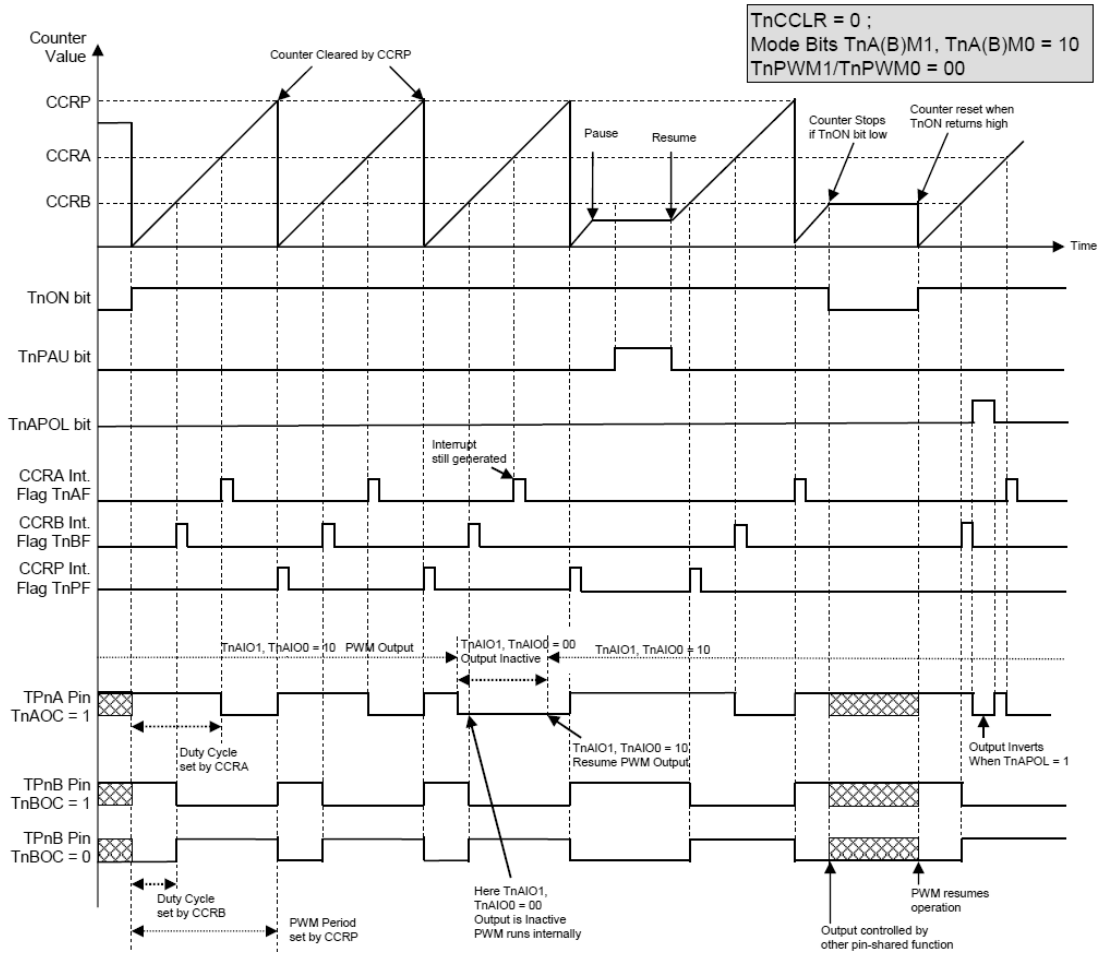 TnCCLR = 0 ;
Mode Bits TnA(B)M1, TnA(B)M0 = 10
TnPWM1/TnPWM0 = 00
Counter
Value
Counter Cleared by CCRP
CCRP
CCRA
CCRB
Pause
Resume
Counter Stops
if TnON bit low
Counter reset when
TnON returns high
Time
TnON bit
TnPAU bit
TnAPOL bit
Interrupt
still generated
CCRA Int.
Flag TnAF
CCRB Int.
Flag TnBF
CCRP Int.
Flag TnPF
TnAIO1, TnAIO0 = 10 PWM Output
TnAIO1, TnAIO0 = 00
Output Inactive
TnAIO1, TnAIO0 = 10
TPnA Pin
TnAOC = 1
Duty Cycle
set by CCRA
TnAIO1, TnAIO0 = 10
Resume PWM Output
Output Inverts
When TnAPOL = 1
TPnB Pin
TnBOC = 1
TPnB Pin
TnBOC = 0
Duty Cycle
set by CCRB
PWM Period
set by CCRP
Here TnAIO1,
TnAIO0 = 00
Output is Inactive
PWM runs internally
Output controlled by
other pin-shared function
PWM resumes
operation